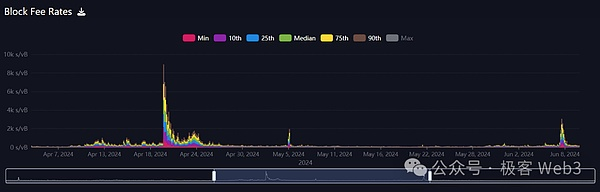 Block Fee Rates
Min 10th 25th Median 75th 90th Max
10k s/vB
8k s/vB
6k s/vB
4k s/vB
2k s/vB
0 s/vB
Apr 7, 2024 Apr 13, 2024 Apr 18, 2024 Apr 24, 2024 Apr 30, 2024 May 5, 2024 May 11, 2024 May 16, 2024 May 22, 2024 May 28, 2024 Jun 2, 2024 Jun 8, 2024
2024
公众号 · 极客 Web3